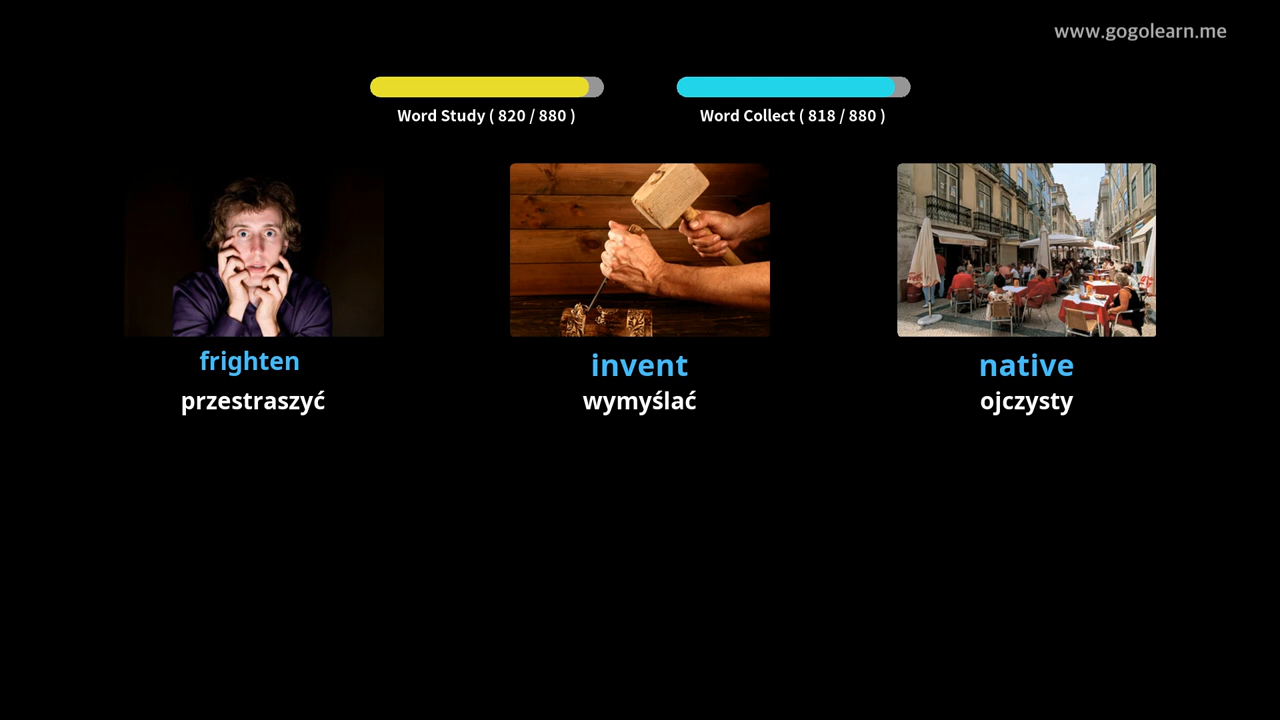 www.gogolearn.me
Word Study ( 820 / 880 )
Word Collect ( 818 / 880 )
frighten
przestraszyć
invent
wymyślać
native
ojczysty